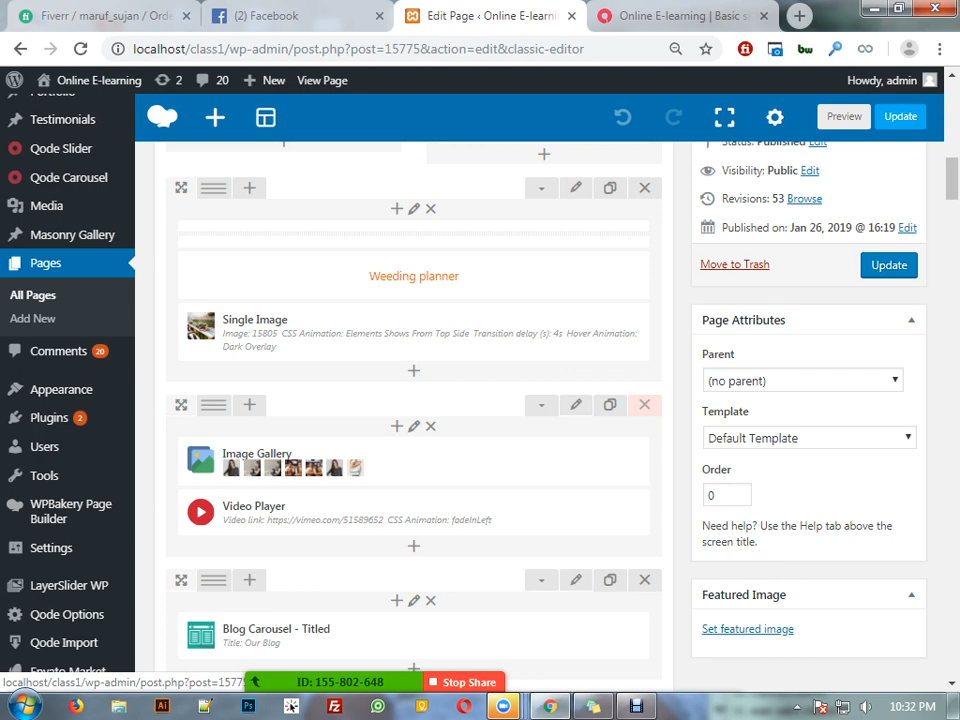 Fiverr / maruf_sujan / Orde
(2) Facebook
Edit Page ‹ Online E-learni
Online E-learning | Basic s
localhost/class1/wp-admin/post.php?post=15775&action=edit&classic-editor
Online E-learning
2
20
New
View Page
Howdy, admin
Testimonials
Qode Slider
Qode Carousel
Media
Masonry Gallery
Pages
All Pages
Add New
Comments 20
Appearance
Plugins 2
Users
Tools
WPBakery Page
Builder
Settings
LayerSlider WP
Qode Options
Qode Import
Envato Market
Preview
Update
Weeding planner
Single Image
Image: 15805 CSS Animation: Elements Shows From Top Side Transition delay (s): 4s Hover Animation:
Dark Overlay
Image Gallery
Video Player
Video link: https://vimeo.com/51589652 CSS Animation: fadeInLeft
Blog Carousel - Titled
Title: Our Blog
Status: Published Edit
Visibility: Public Edit
Revisions: 53 Browse
Published on: Jan 26, 2019 @ 16:19 Edit
Move to Trash
Update
Page Attributes
Parent
(no parent)
Template
Default Template
Order
0
Need help? Use the Help tab above the
screen title.
Featured Image
Set featured image
localhost/class1/wp-admin/post.php?post=1577
ID: 155-802-648
Stop Share
10:32 PM